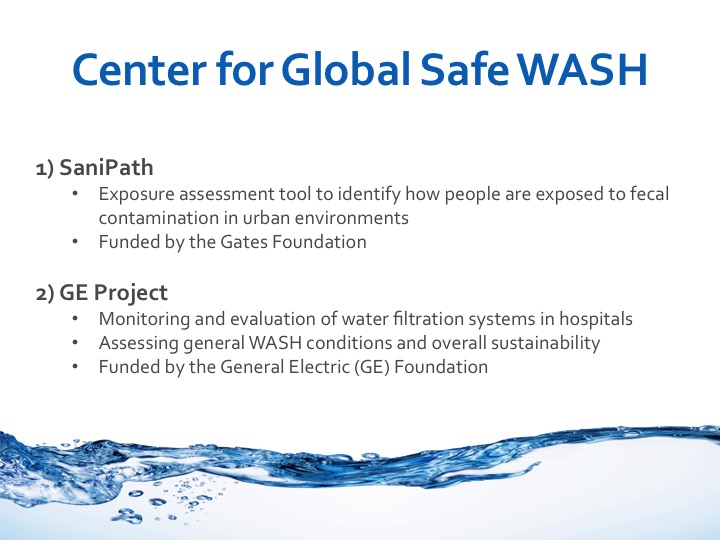 Center for Global Safe WASH
1) SaniPath
• Exposure assessment tool to identify how people are exposed to fecal
contamination in urban environments
• Funded by the Gates Foundation
2) GE Project
• Monitoring and evaluation of water filtration systems in hospitals
• Assessing general WASH conditions and overall sustainability
• Funded by the General Electric (GE) Foundation